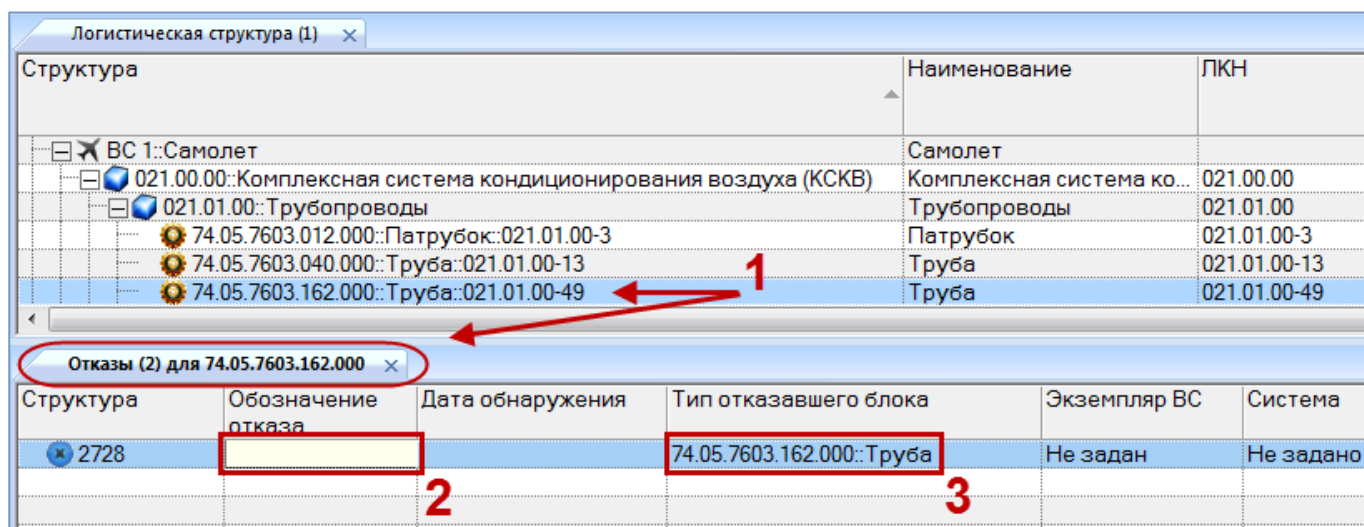 Логистическая структура (1)
Структура Наименование ЛКН
ВС 1::Самолет Самолет
021.00.00::Комплексная система кондиционирования воздуха (КСКВ) Комплексная система ко... 021.00.00
021.01.00::Трубопроводы Трубопроводы 021.01.00
74.05.7603.012.000::Патрубок::021.01.00-3 Патрубок 021.01.00-3
74.05.7603.040.000::Труба::021.01.00-13 Труба 021.01.00-13
74.05.7603.162.000::Труба::021.01.00-49 Труба 021.01.00-49
1
Отказы (2) для 74.05.7603.162.000
Структура Обозначение отказа Дата обнаружения Тип отказавшего блока Экземпляр ВС Система
2728 74.05.7603.162.000::Труба Не задан Не задано
2 3